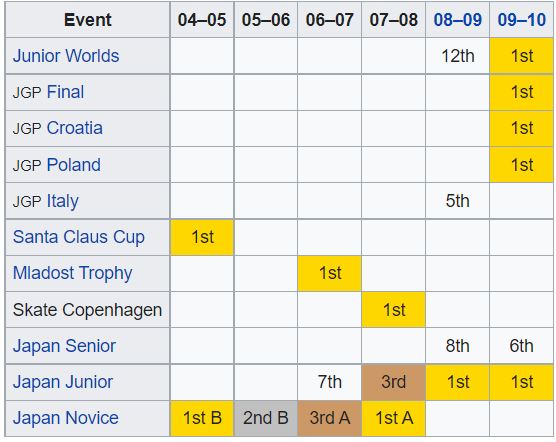 Event 04–05 05–06 06–07 07–08 08–09 09–10
Junior Worlds 12th 1st
JGP Final 1st
JGP Croatia 1st
JGP Poland 1st
JGP Italy 5th
Santa Claus Cup 1st
Mladost Trophy 1st
Skate Copenhagen 1st
Japan Senior 8th 6th
Japan Junior 7th 3rd 1st 1st
Japan Novice 1st B 2nd B 3rd A 1st A